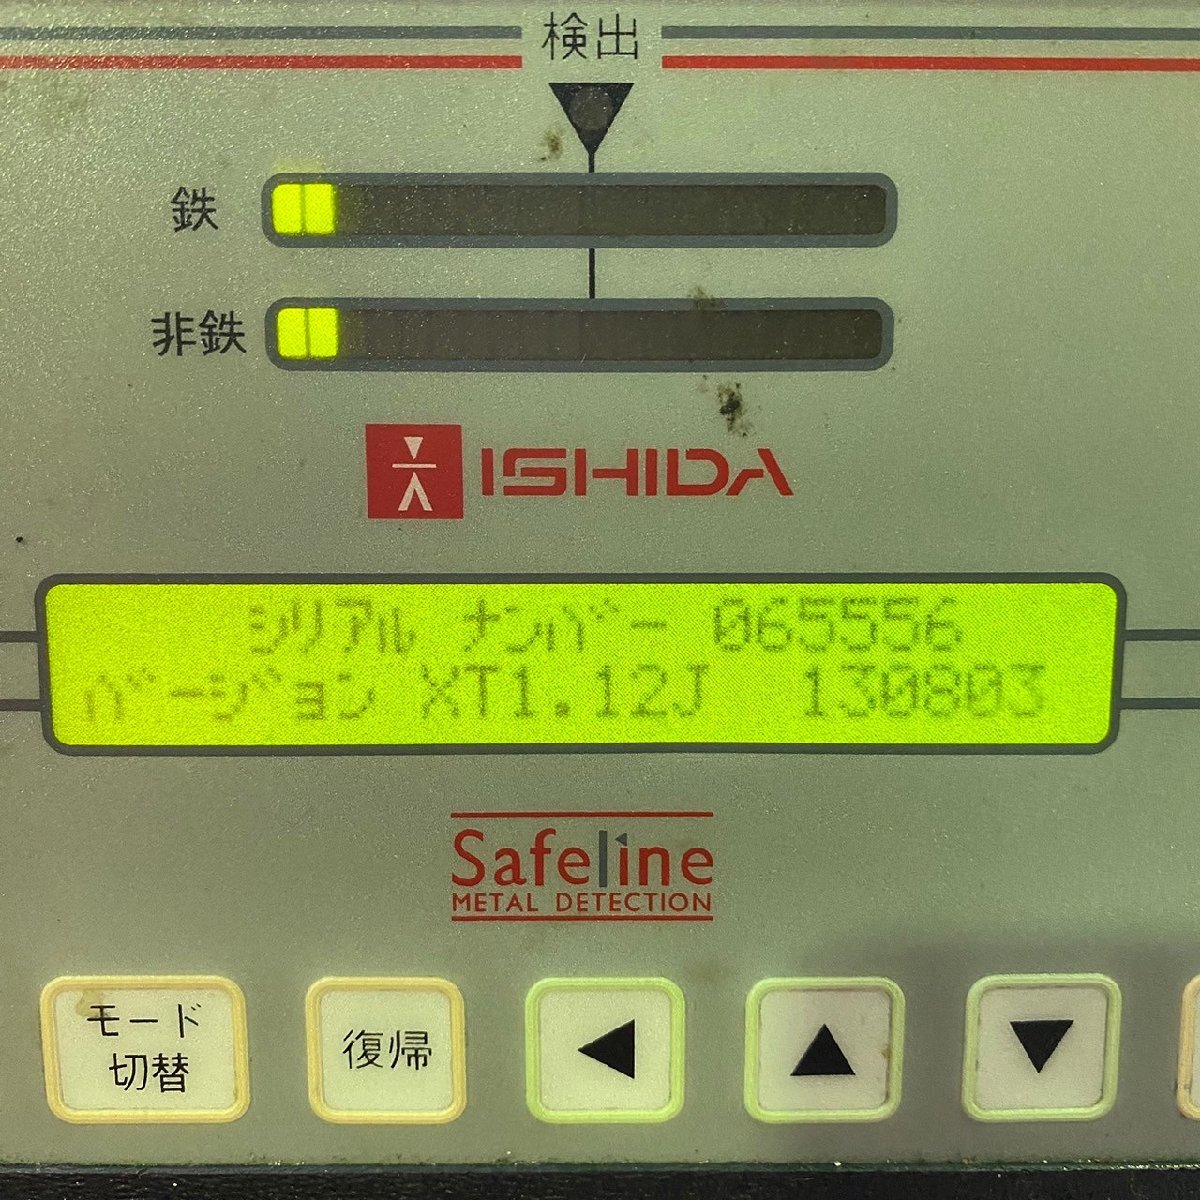 検出
鉄
非鉄
ISHIDA
シリアル ナンバー 065556
バージョン XT1.12J 130803
Safeline
METAL DETECTION
モード
切替
復帰